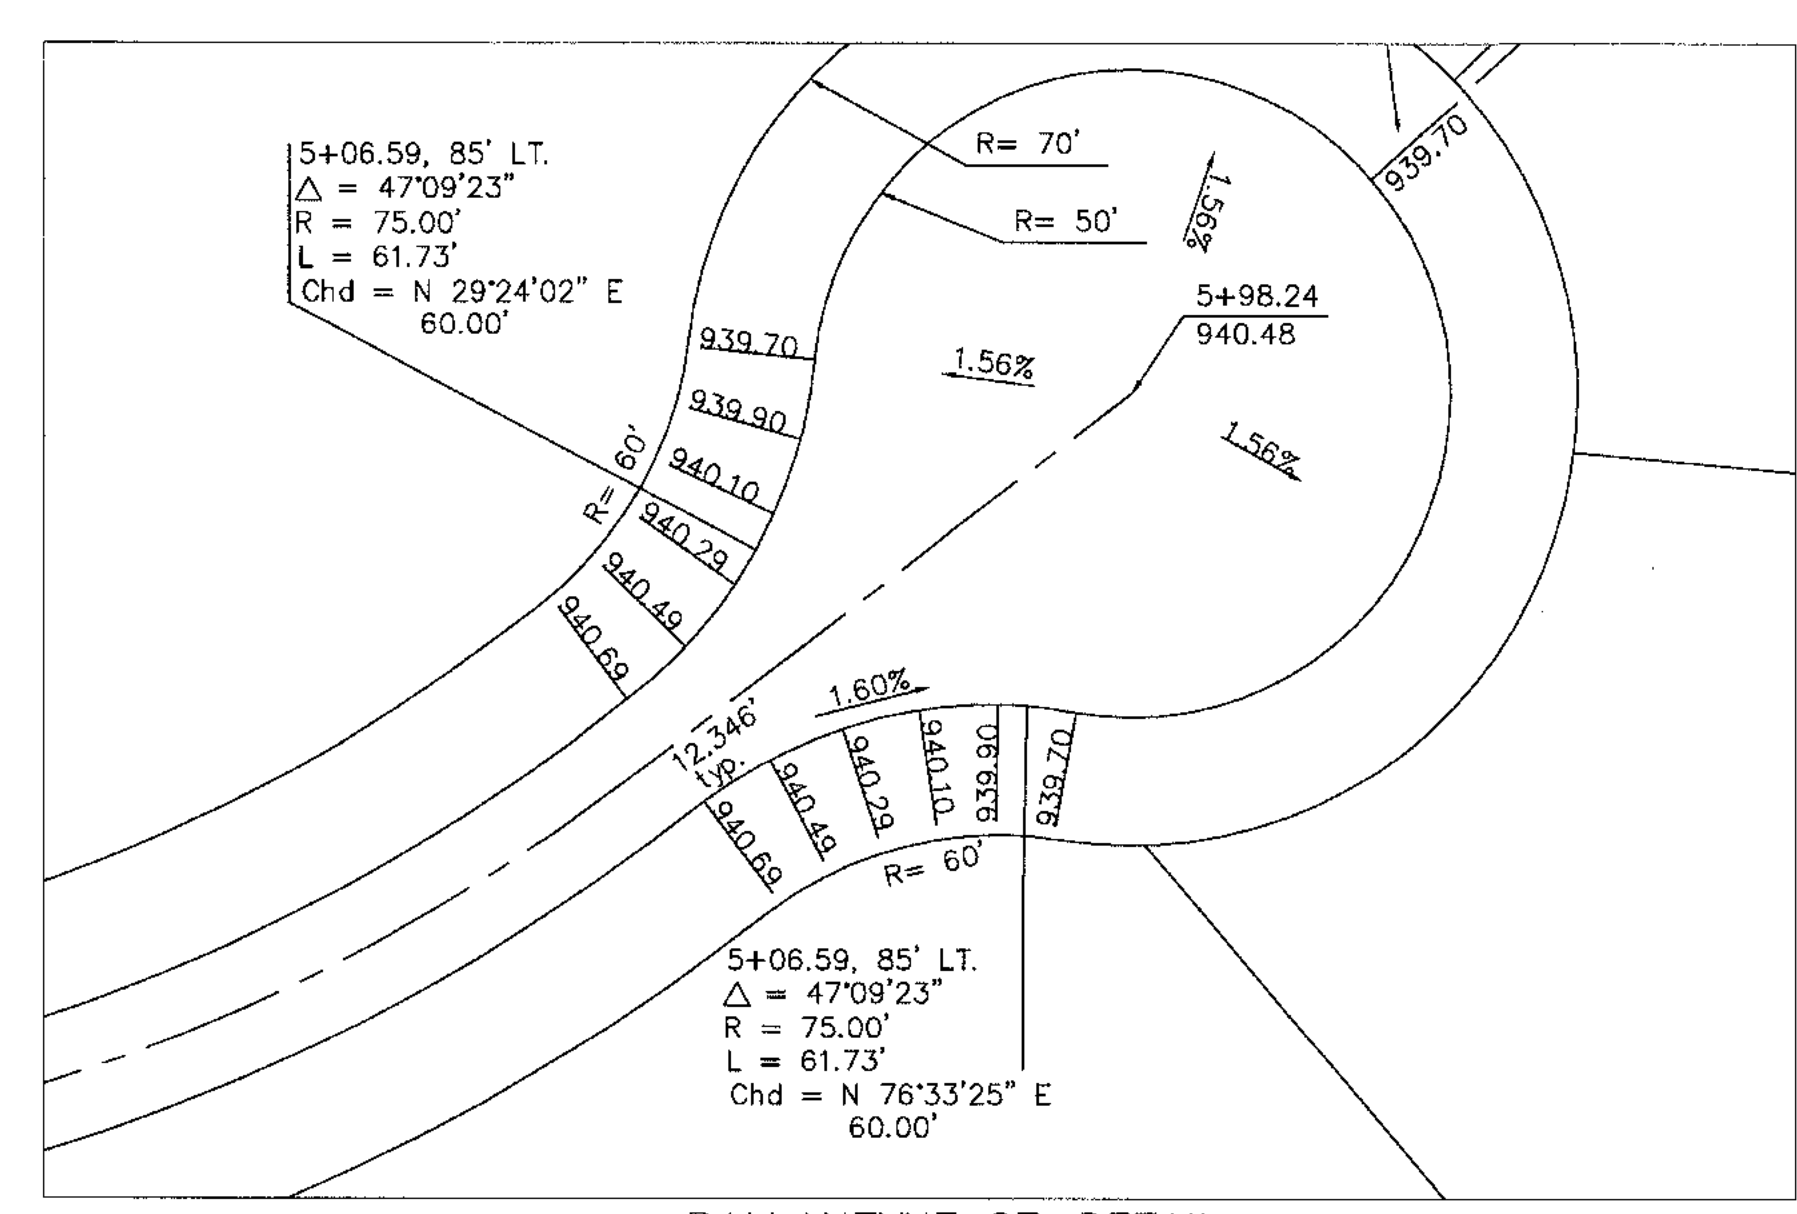 5+06.59, 85' LT.
△ = 47°09'23"
R = 75.00'
L = 61.73'
Chd = N 29°24'02" E
60.00'
R= 70'
R= 50'
939.70
1.56%
5+98.24
940.48
1.56%
1.56%
939.70
939.90
R= 60'
940.10
940.29
940.49
940.69
1.60%
12.346'
typ.
940.69
940.49
940.29
940.10
939.90
939.70
R= 60'
5+06.59, 85' LT.
△ = 47°09'23"
R = 75.00'
L = 61.73'
Chd = N 76°33'25" E
60.00'